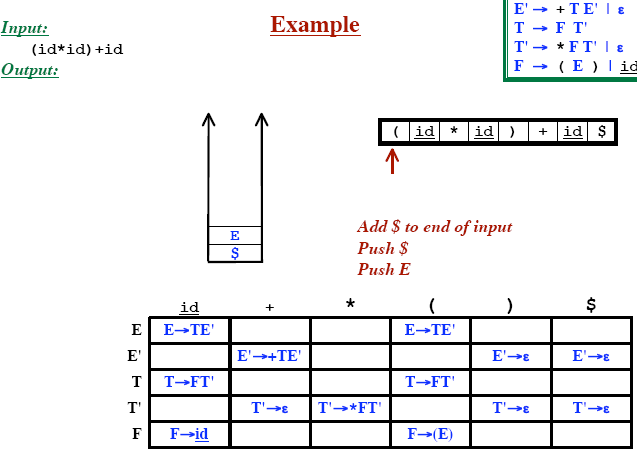 Example
E' → + T E' | ε
T → F T'
T' → * F T' | ε
F → ( E ) | id
Input:
(id*id)+id
Output:
( id * id ) + id $
E
$
Add $ to end of input
Push $
Push E
id + * ( ) $
E E→TE' E→TE'
E' E'→+TE' E'→ε E'→ε
T T→FT' T→FT'
T' T'→ε T'→*FT' T'→ε T'→ε
F F→id F→(E)